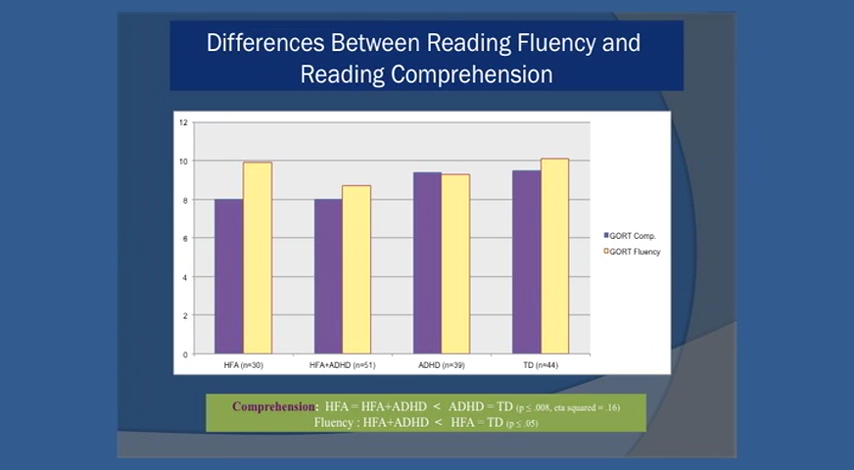 Differences Between Reading Fluency and
Reading Comprehension
12
10
8
6
4
2
0
HFA (n=30)
HFA+ADHD (n=51)
ADHD (n=39)
TD (n=44)
GORT Comp.
GORT Fluency
Comprehension: HFA = HFA+ADHD < ADHD = TD (p ≤ .008, eta squared = .16)
Fluency : HFA+ADHD < HFA = TD (p ≤ .05)